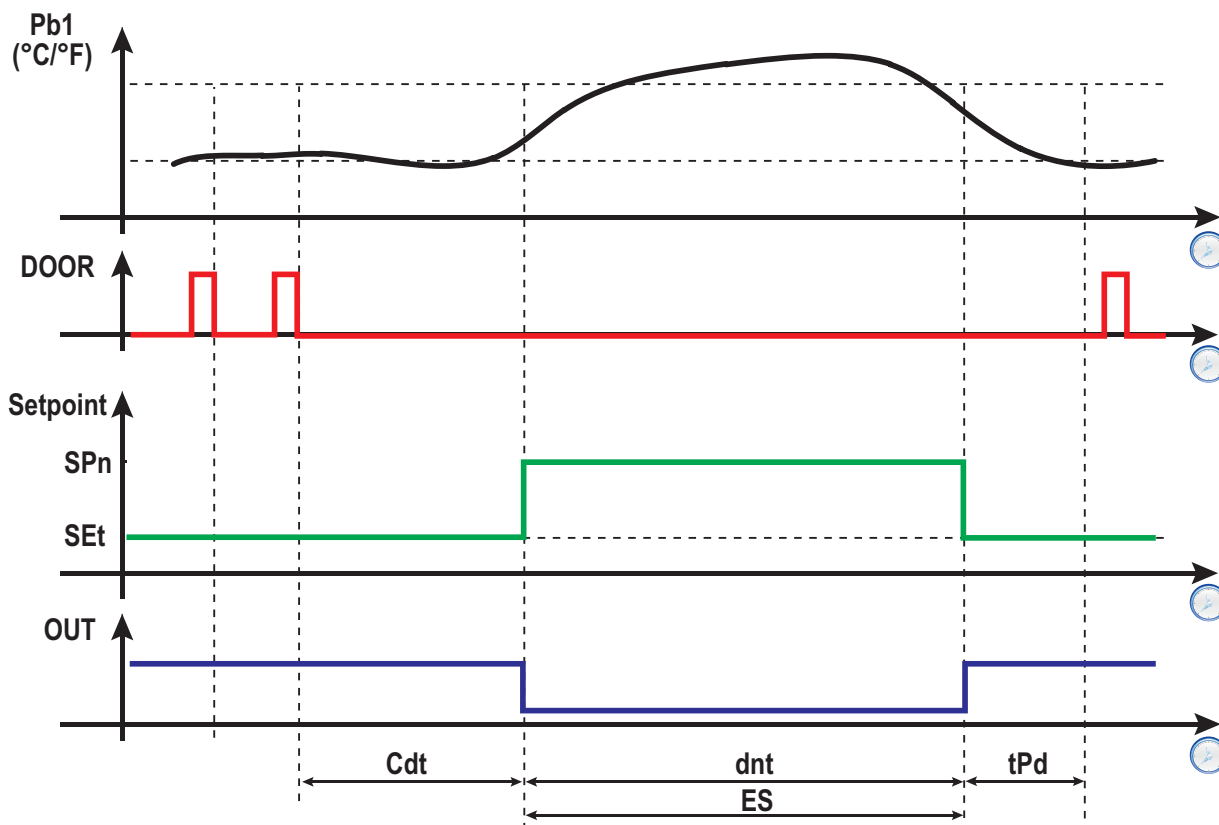 Pb1
(°C/°F)
DOOR
Setpoint
SPn
SEt
OUT
Cdt
dnt
tPd
ES